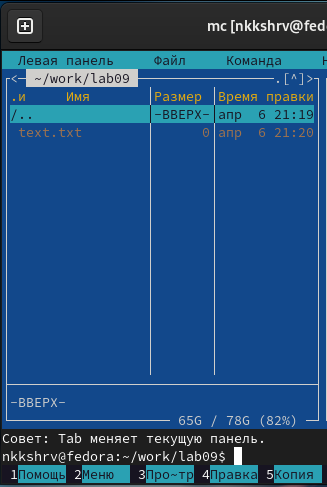 mc [nkkshrv@fedo
Левая панель Файл Команда
<─ ~/work/lab09 .[^]>
.и Имя Размер Время правки
/.. -ВВЕРХ- апр 6 21:19
text.txt 0 апр 6 21:20
-ВВЕРХ-
65G / 78G (82%)
Совет: Tab меняет текущую панель.
nkkshrv@fedora:~/work/lab09$
1Помощь 2Меню 3Про~тр 4Правка 5Копия